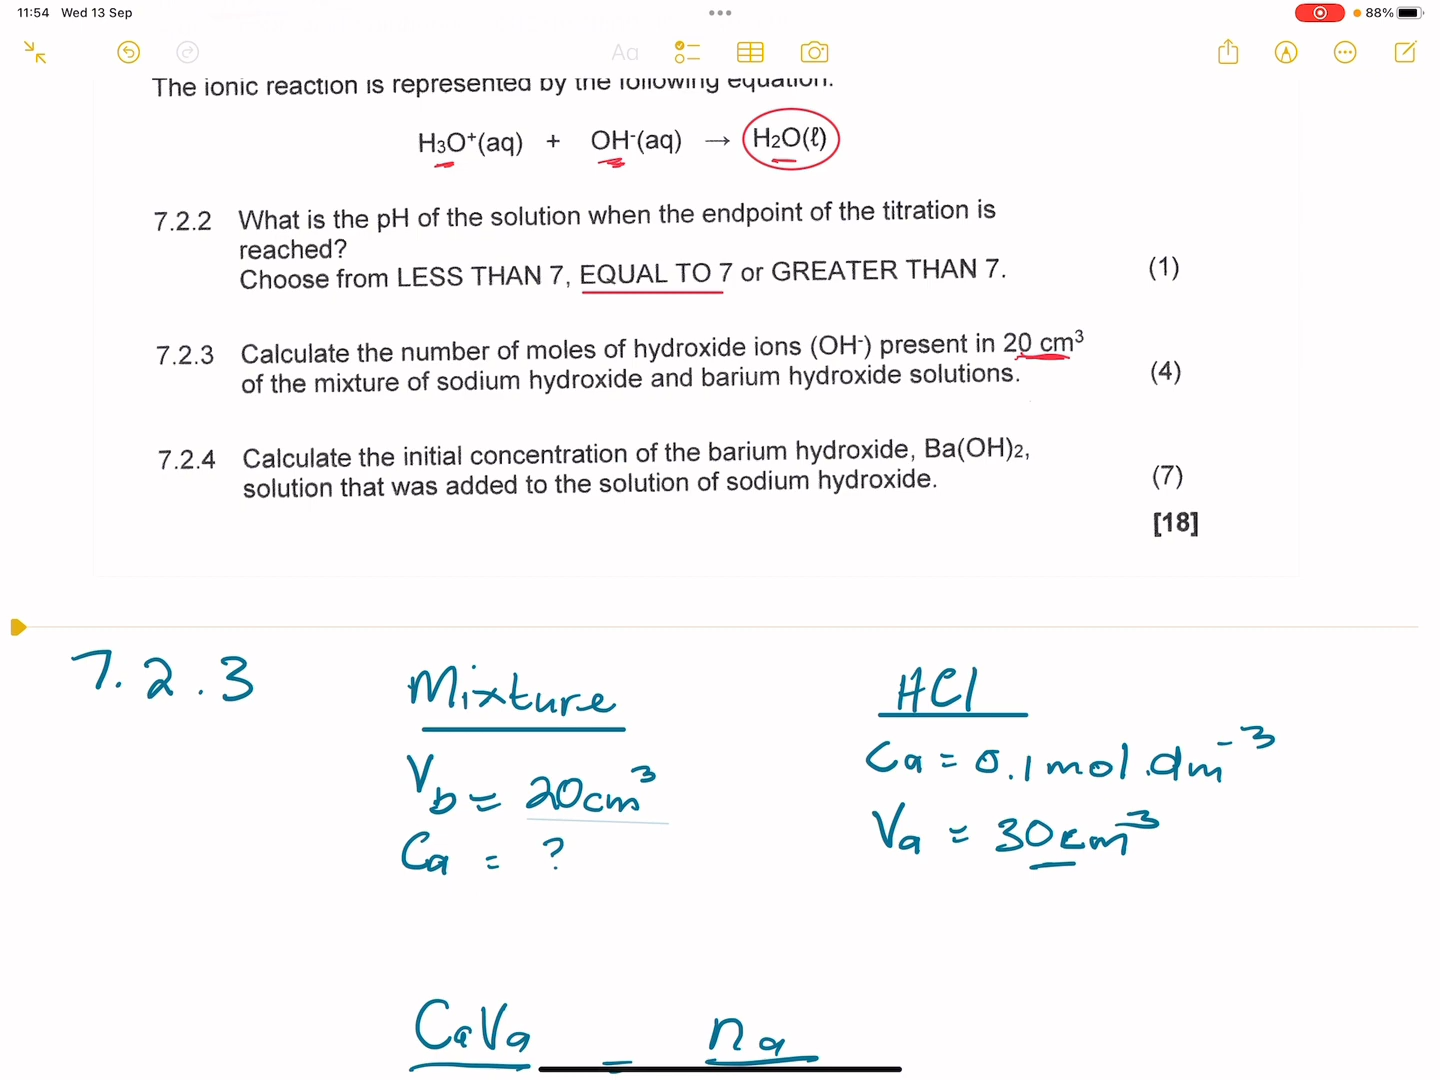 11:54 Wed 13 Sep
88%
Aa
The ionic reaction is represented by the following equation.
H₃O⁺(aq) + OH⁻(aq) → H₂O(ℓ)
7.2.2 What is the pH of the solution when the endpoint of the titration is
reached?
Choose from LESS THAN 7, EQUAL TO 7 or GREATER THAN 7. (1)
7.2.3 Calculate the number of moles of hydroxide ions (OH⁻) present in 20 cm³
of the mixture of sodium hydroxide and barium hydroxide solutions. (4)
7.2.4 Calculate the initial concentration of the barium hydroxide, Ba(OH)₂,
solution that was added to the solution of sodium hydroxide. (7)
[18]
7.2.3 Mixture HCl
Vb = 20cm³ Ca = 0.1 mol.dm⁻³
Ca = ? Va = 30cm³
CaVa = na